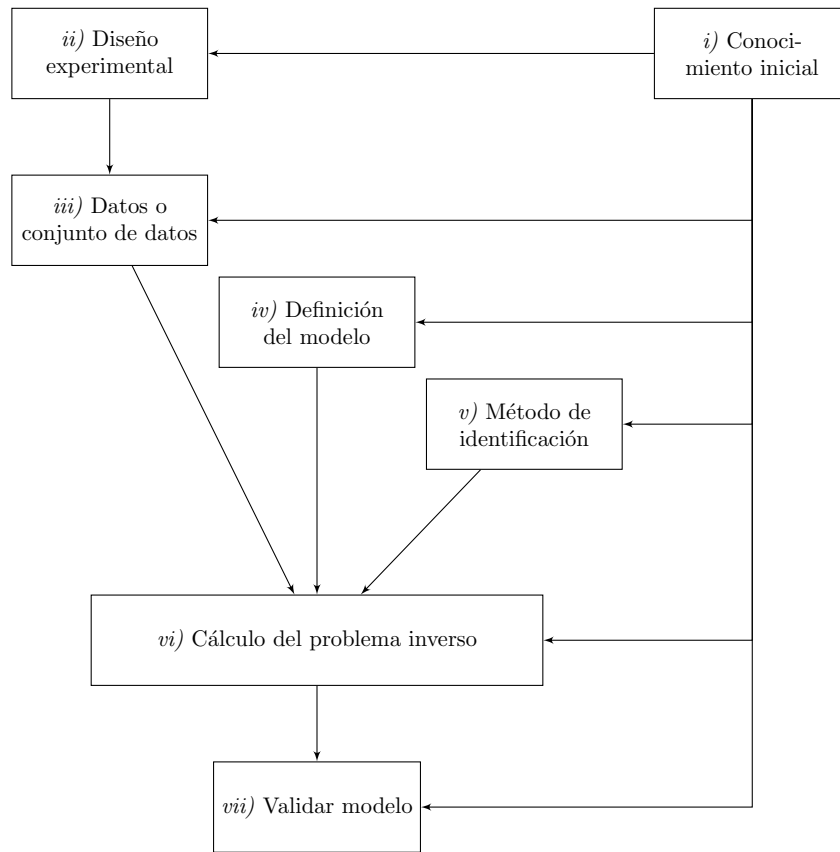 ii) Diseño
experimental
i) Conoci-
miento inicial
iii) Datos o
conjunto de datos
iv) Definición
del modelo
v) Método de
identificación
vi) Cálculo del problema inverso
vii) Validar modelo